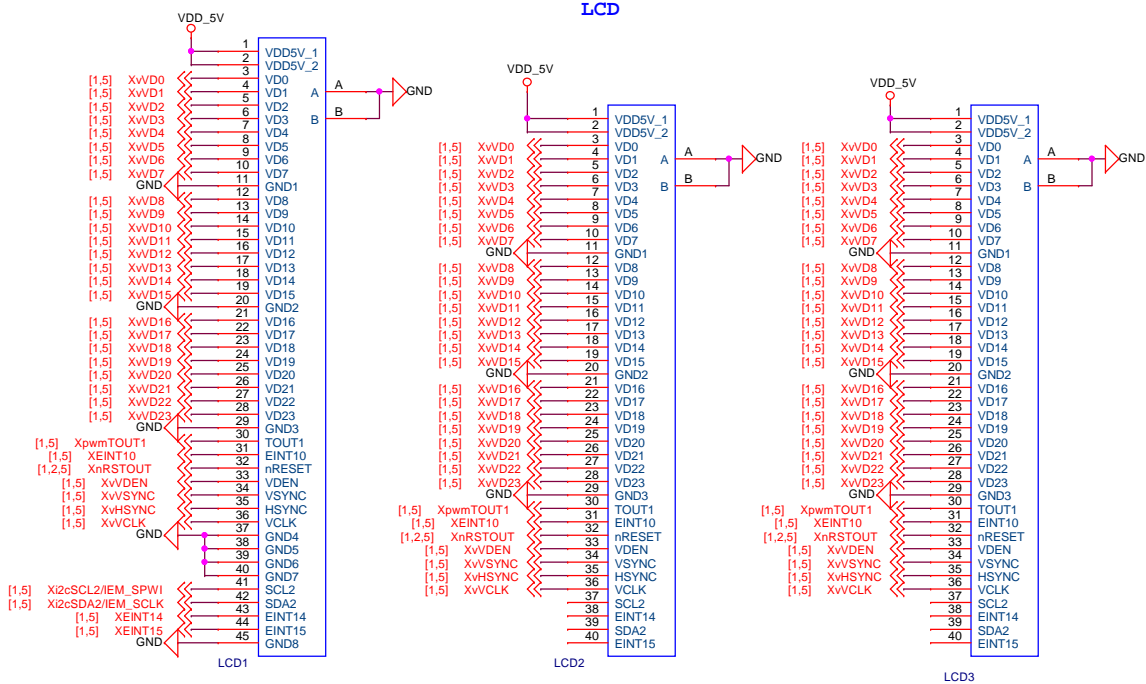 LCD
VDD_5V
1 VDD5V_1
2 VDD5V_2
[1,5] XvVD0 3 VD0
[1,5] XvVD1 4 VD1 A A GND
[1,5] XvVD2 5 VD2
[1,5] XvVD3 6 VD3 B B
[1,5] XvVD4 7 VD4
[1,5] XvVD5 8 VD5
[1,5] XvVD6 9 VD6
[1,5] XvVD7 10 VD7
GND 11 GND1
[1,5] XvVD8 12 VD8
[1,5] XvVD9 13 VD9
[1,5] XvVD10 14 VD10
[1,5] XvVD11 15 VD11
[1,5] XvVD12 16 VD12
[1,5] XvVD13 17 VD13
[1,5] XvVD14 18 VD14
[1,5] XvVD15 19 VD15
GND 20 GND2
[1,5] XvVD16 21 VD16
[1,5] XvVD17 22 VD17
[1,5] XvVD18 23 VD18
[1,5] XvVD19 24 VD19
[1,5] XvVD20 25 VD20
[1,5] XvVD21 26 VD21
[1,5] XvVD22 27 VD22
[1,5] XvVD23 28 VD23
GND 29 GND3
[1,5] XpwmTOUT1 30 TOUT1
[1,5] XEINT10 31 EINT10
[1,2,5] XnRSTOUT 32 nRESET
[1,5] XvVDEN 33 VDEN
[1,5] XvVSYNC 34 VSYNC
[1,5] XvHSYNC 35 HSYNC
[1,5] XvVCLK 36 VCLK
GND 37 GND4
38 GND5
39 GND6
40 GND7
[1,5] Xi2cSCL2/IEM_SPWI 41 SCL2
[1,5] Xi2cSDA2/IEM_SCLK 42 SDA2
[1,5] XEINT14 43 EINT14
[1,5] XEINT15 44 EINT15
GND 45 GND8
LCD1
VDD_5V
1 VDD5V_1
2 VDD5V_2
[1,5] XvVD0 3 VD0
[1,5] XvVD1 4 VD1 A A GND
[1,5] XvVD2 5 VD2
[1,5] XvVD3 6 VD3 B B
[1,5] XvVD4 7 VD4
[1,5] XvVD5 8 VD5
[1,5] XvVD6 9 VD6
[1,5] XvVD7 10 VD7
GND 11 GND1
[1,5] XvVD8 12 VD8
[1,5] XvVD9 13 VD9
[1,5] XvVD10 14 VD10
[1,5] XvVD11 15 VD11
[1,5] XvVD12 16 VD12
[1,5] XvVD13 17 VD13
[1,5] XvVD14 18 VD14
[1,5] XvVD15 19 VD15
GND 20 GND2
[1,5] XvVD16 21 VD16
[1,5] XvVD17 22 VD17
[1,5] XvVD18 23 VD18
[1,5] XvVD19 24 VD19
[1,5] XvVD20 25 VD20
[1,5] XvVD21 26 VD21
[1,5] XvVD22 27 VD22
[1,5] XvVD23 28 VD23
GND 29 GND3
[1,5] XpwmTOUT1 30 TOUT1
[1,5] XEINT10 31 EINT10
[1,2,5] XnRSTOUT 32 nRESET
[1,5] XvVDEN 33 VDEN
[1,5] XvVSYNC 34 VSYNC
[1,5] XvHSYNC 35 HSYNC
[1,5] XvVCLK 36 VCLK
37 SCL2
38 EINT14
39 SDA2
40 EINT15
LCD2
VDD_5V
1 VDD5V_1
2 VDD5V_2
[1,5] XvVD0 3 VD0
[1,5] XvVD1 4 VD1 A A GND
[1,5] XvVD2 5 VD2
[1,5] XvVD3 6 VD3 B B
[1,5] XvVD4 7 VD4
[1,5] XvVD5 8 VD5
[1,5] XvVD6 9 VD6
[1,5] XvVD7 10 VD7
GND 11 GND1
[1,5] XvVD8 12 VD8
[1,5] XvVD9 13 VD9
[1,5] XvVD10 14 VD10
[1,5] XvVD11 15 VD11
[1,5] XvVD12 16 VD12
[1,5] XvVD13 17 VD13
[1,5] XvVD14 18 VD14
[1,5] XvVD15 19 VD15
GND 20 GND2
[1,5] XvVD16 21 VD16
[1,5] XvVD17 22 VD17
[1,5] XvVD18 23 VD18
[1,5] XvVD19 24 VD19
[1,5] XvVD20 25 VD20
[1,5] XvVD21 26 VD21
[1,5] XvVD22 27 VD22
[1,5] XvVD23 28 VD23
GND 29 GND3
[1,5] XpwmTOUT1 30 TOUT1
[1,5] XEINT10 31 EINT10
[1,2,5] XnRSTOUT 32 nRESET
[1,5] XvVDEN 33 VDEN
[1,5] XvVSYNC 34 VSYNC
[1,5] XvHSYNC 35 HSYNC
[1,5] XvVCLK 36 VCLK
37 SCL2
38 EINT14
39 SDA2
40 EINT15
LCD3